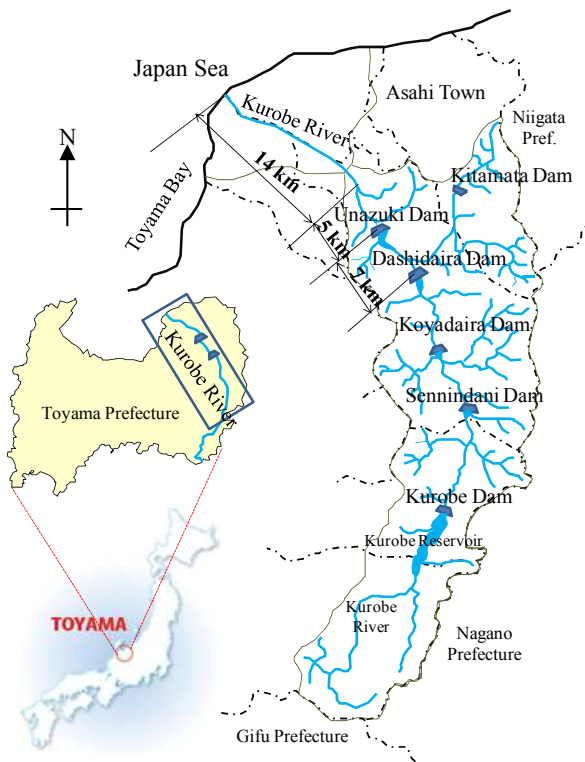 Japan Sea
Asahi Town
Kurobe River
Niigata
Pref.
N
14 km
Kitamata Dam
Toyama Bay
Unazuki Dam
5 km
Dashidaira Dam
7 km
Koyadaira Dam
Kurobe River
Toyama Prefecture
Sennindani Dam
Kurobe Dam
Kurobe Reservoir
Kurobe
River
TOYAMA
Nagano
Prefecture
Gifu Prefecture